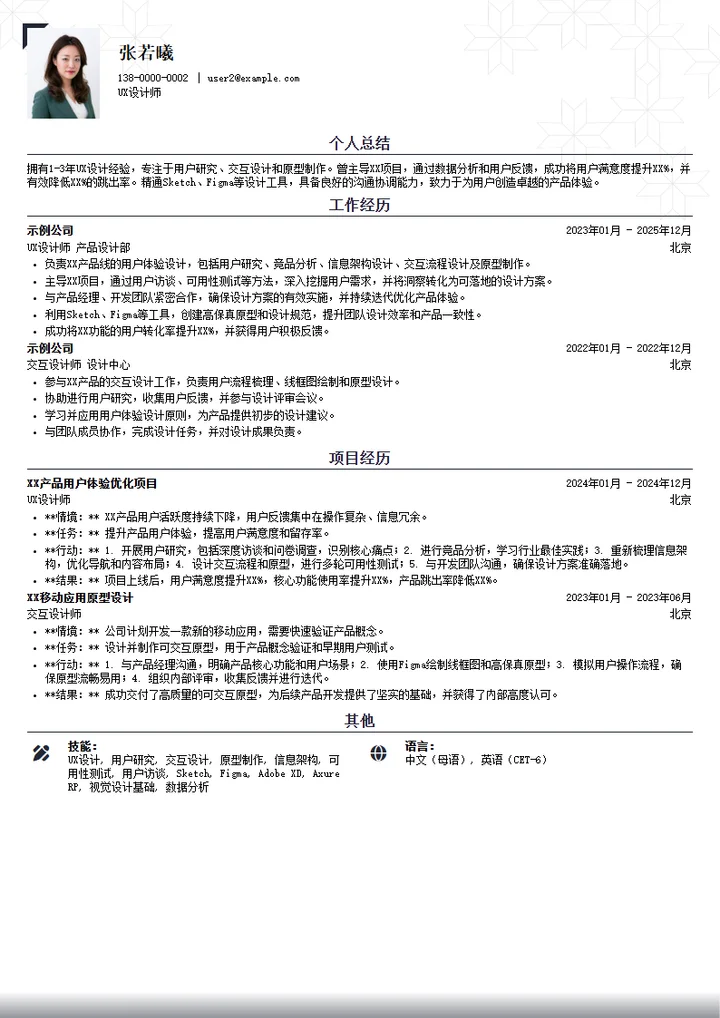 张若曦
138-0000-0002 | user2@example.com
UX设计师
个人总结
拥有1-3年UX设计经验，专注于用户研究、交互设计和原型制作。曾主导XX项目，通过数据分析和用户反馈，成功将用户满意度提升XX%，并
有效降低XX%的跳出率。精通Sketch、Figma等设计工具，具备良好的沟通协调能力，致力于为用户创造卓越的产品体验。
工作经历
示例公司 2023年01月 - 2025年12月
UX设计师 产品设计部 北京
• 负责XX产品线的用户体验设计，包括用户研究、竞品分析、信息架构设计、交互流程设计及原型制作。
• 主导XX项目，通过用户访谈、可用性测试等方法，深入挖掘用户需求，并将洞察转化为可落地的设计方案。
• 与产品经理、开发团队紧密合作，确保设计方案的有效实施，并持续迭代优化产品体验。
• 利用Sketch、Figma等工具，创建高保真原型和设计规范，提升团队设计效率和产品一致性。
• 成功将XX功能的用户转化率提升XX%，并获得用户积极反馈。
示例公司 2022年01月 - 2022年12月
交互设计师 设计中心 北京
• 参与XX产品的交互设计工作，负责用户流程梳理、线框图绘制和原型设计。
• 协助进行用户研究，收集用户反馈，并参与设计评审会议。
• 学习并应用用户体验设计原则，为产品提供初步的设计建议。
• 与团队成员协作，完成设计任务，并对设计成果负责。
项目经历
XX产品用户体验优化项目 2024年01月 - 2024年12月
UX设计师 北京
• **情境：** XX产品用户活跃度持续下降，用户反馈集中在操作复杂、信息冗余。
• **任务：** 提升产品用户体验，提高用户满意度和留存率。
• **行动：** 1. 开展用户研究，包括深度访谈和问卷调查，识别核心痛点；2. 进行竞品分析，学习行业最佳实践；3. 重新梳理信息架
构，优化导航和内容布局；4. 设计交互流程和原型，进行多轮可用性测试；5. 与开发团队沟通，确保设计方案准确落地。
• **结果：** 项目上线后，用户满意度提升XX%，核心功能使用率提升XX%，产品跳出率降低XX%。
XX移动应用原型设计 2023年01月 - 2023年06月
交互设计师 北京
• **情境：** 公司计划开发一款新的移动应用，需要快速验证产品概念。
• **任务：** 设计并制作可交互原型，用于产品概念验证和早期用户测试。
• **行动：** 1. 与产品经理沟通，明确产品核心功能和用户场景；2. 使用Figma绘制线框图和高保真原型；3. 模拟用户操作流程，确
保原型流畅易用；4. 组织内部评审，收集反馈并进行迭代。
• **结果：** 成功交付了高质量的可交互原型，为后续产品开发提供了坚实的基础，并获得了内部高度认可。
其他
技能：
UX设计, 用户研究, 交互设计, 原型制作, 信息架构, 可
用性测试, 用户访谈, Sketch, Figma, Adobe XD, Axure
RP, 视觉设计基础, 数据分析
语言：
中文（母语）, 英语（CET-6）